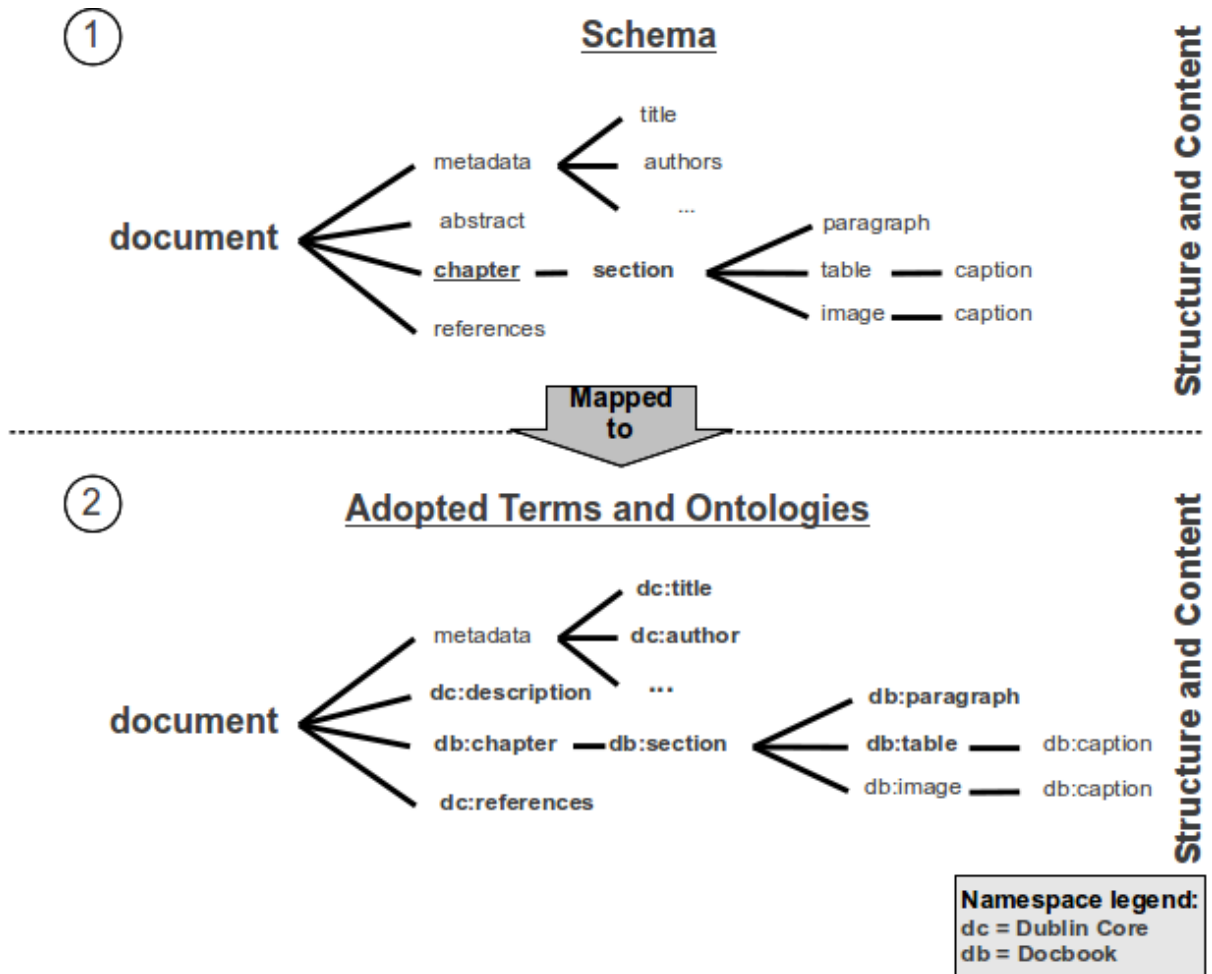 1
Schema
title
metadata
authors
...
abstract
paragraph
document
chapter
section
table
caption
image
caption
references
Structure and Content
Mapped
to
2
Adopted Terms and Ontologies
dc:title
metadata
dc:author
...
dc:description
db:paragraph
document
db:chapter
db:section
db:table
db:caption
db:image
db:caption
dc:references
Structure and Content
Namespace legend:
dc = Dublin Core
db = Docbook